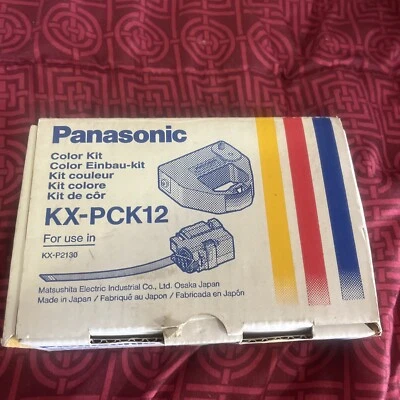 Panasonic
Color Kit
Color Einbau-kit
Kit couleur
Kit colore
Kit de côr
KX-PCK12
For use in
KX-P2130
Matsushita Electric Industrial Co., Ltd. Osaka Japan
Made in Japan / Fabriqué au Japon / Fabricada en Japón